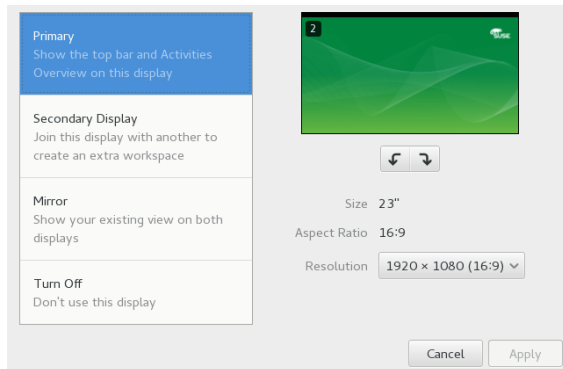 Primary
Show the top bar and Activities
Overview on this display
Secondary Display
Join this display with another to
create an extra workspace
Mirror
Show your existing view on both
displays
Turn Off
Don't use this display
2
SUSE
Size 23"
Aspect Ratio 16:9
Resolution 1920 × 1080 (16:9)
Cancel Apply